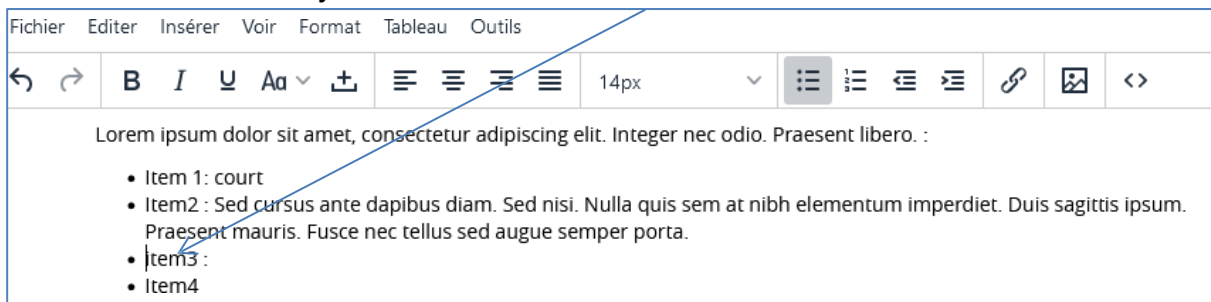 Fichier Editer Insérer Voir Format Tableau Outils
B I U Aa 14px
Lorem ipsum dolor sit amet, consectetur adipiscing elit. Integer nec odio. Praesent libero. :
• Item 1: court
• Item2 : Sed cursus ante dapibus diam. Sed nisi. Nulla quis sem at nibh elementum imperdiet. Duis sagittis ipsum.
Praesent mauris. Fusce nec tellus sed augue semper porta.
• item3 :
• Item4